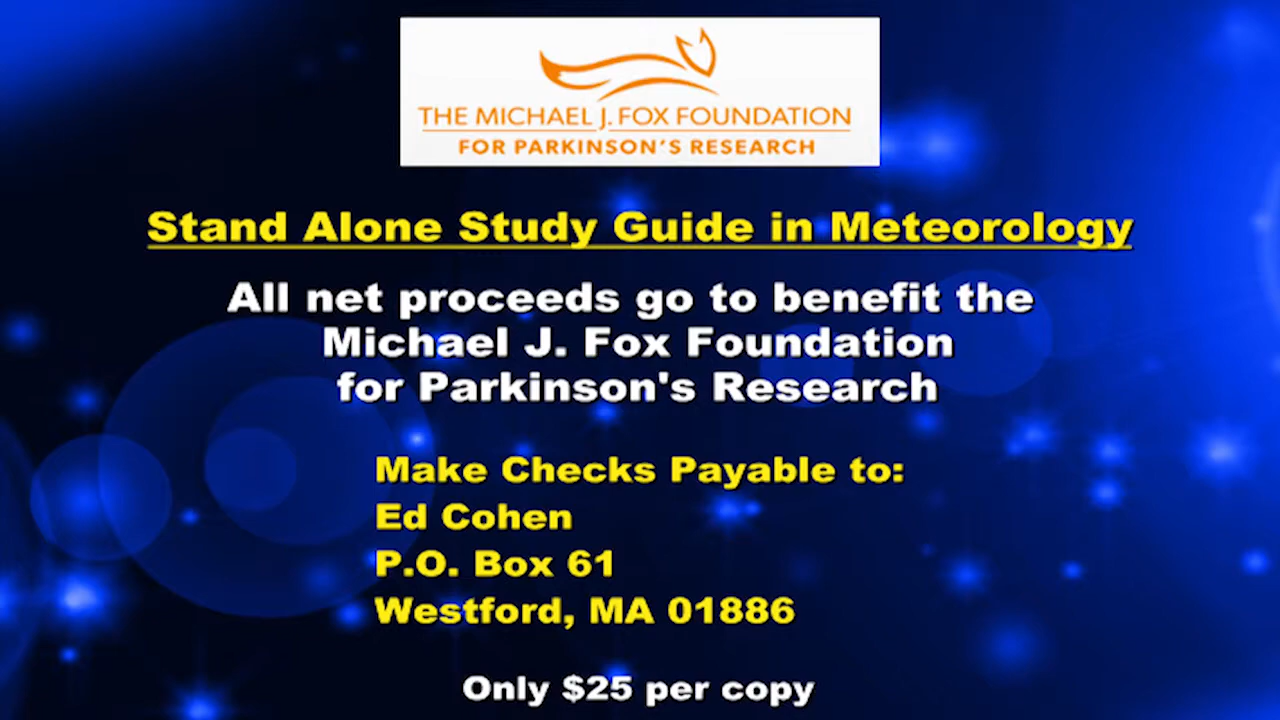 THE MICHAEL J. FOX FOUNDATION
FOR PARKINSON'S RESEARCH
Stand Alone Study Guide in Meteorology
All net proceeds go to benefit the
Michael J. Fox Foundation
for Parkinson's Research
Make Checks Payable to:
Ed Cohen
P.O. Box 61
Westford, MA 01886
Only $25 per copy